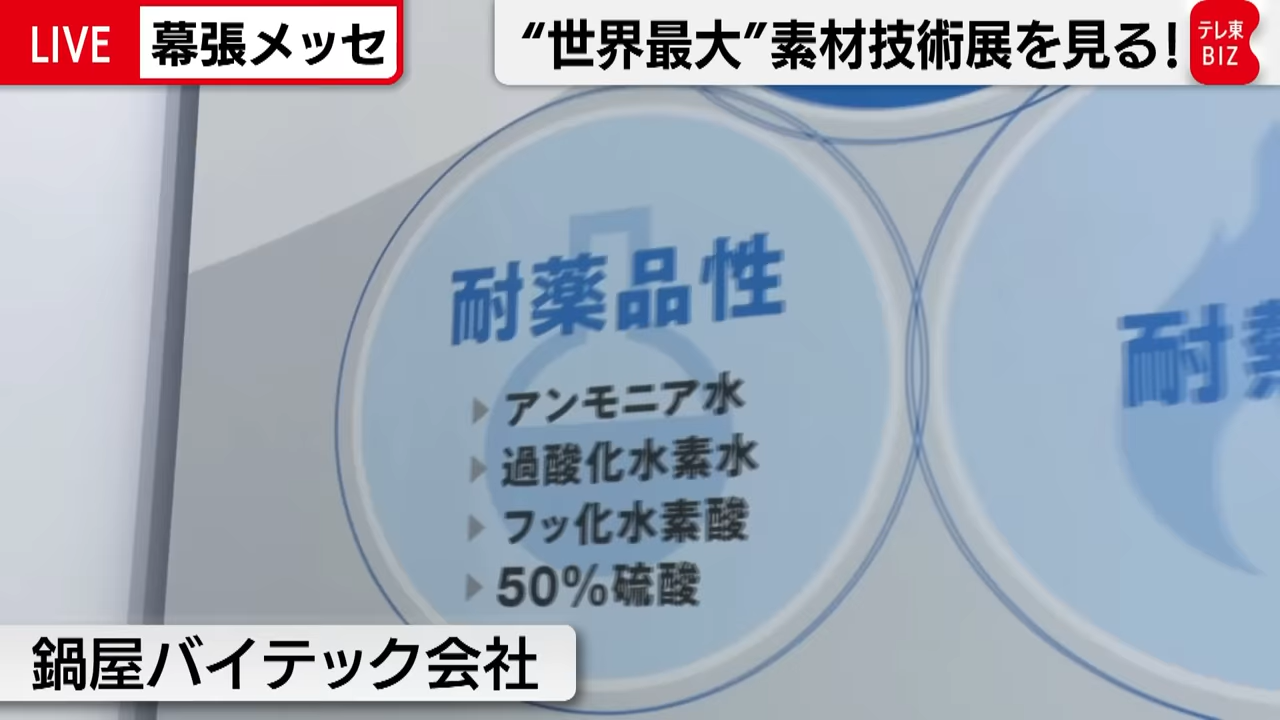 LIVE 幕張メッセ
“世界最大”素材技術展を見る!
テレ東
BIZ
耐薬品性
アンモニア水
過酸化水素水
フッ化水素酸
50%硫酸
耐
鍋屋バイテック会社